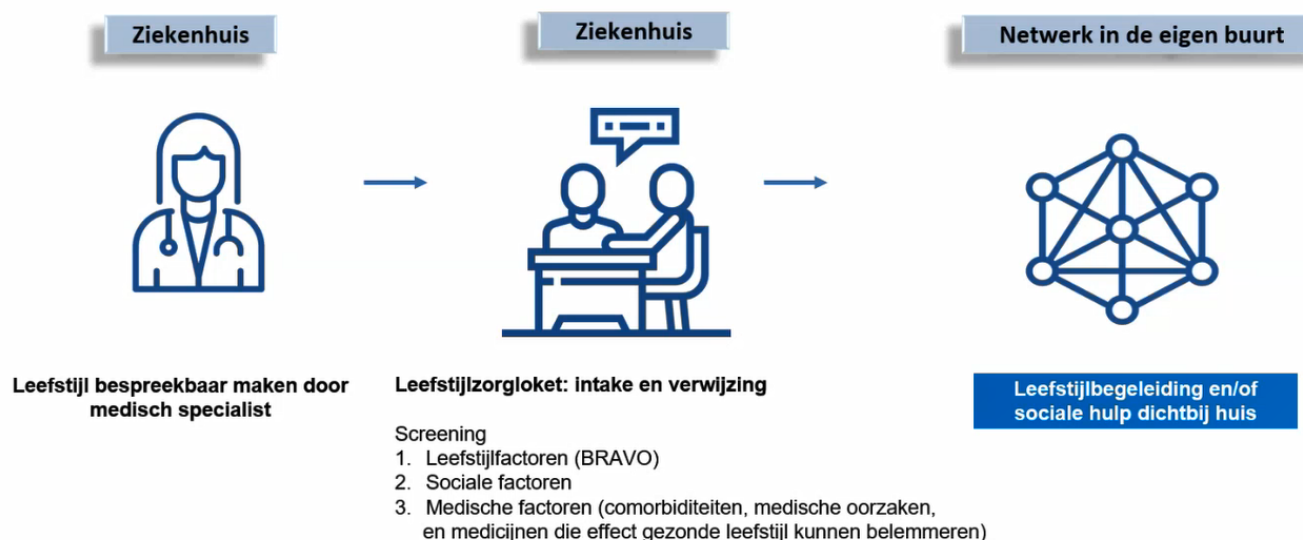 Ziekenhuis
Ziekenhuis
Netwerk in de eigen buurt
Leefstijl bespreekbaar maken door
medisch specialist
Leefstijlzorgloket: intake en verwijzing
Screening
1. Leefstijlfactoren (BRAVO)
2. Sociale factoren
3. Medische factoren (comorbiditeiten, medische oorzaken,
en medicijnen die effect gezonde leefstijl kunnen belemmeren)
Leefstijlbegeleiding en/of
sociale hulp dichtbij huis